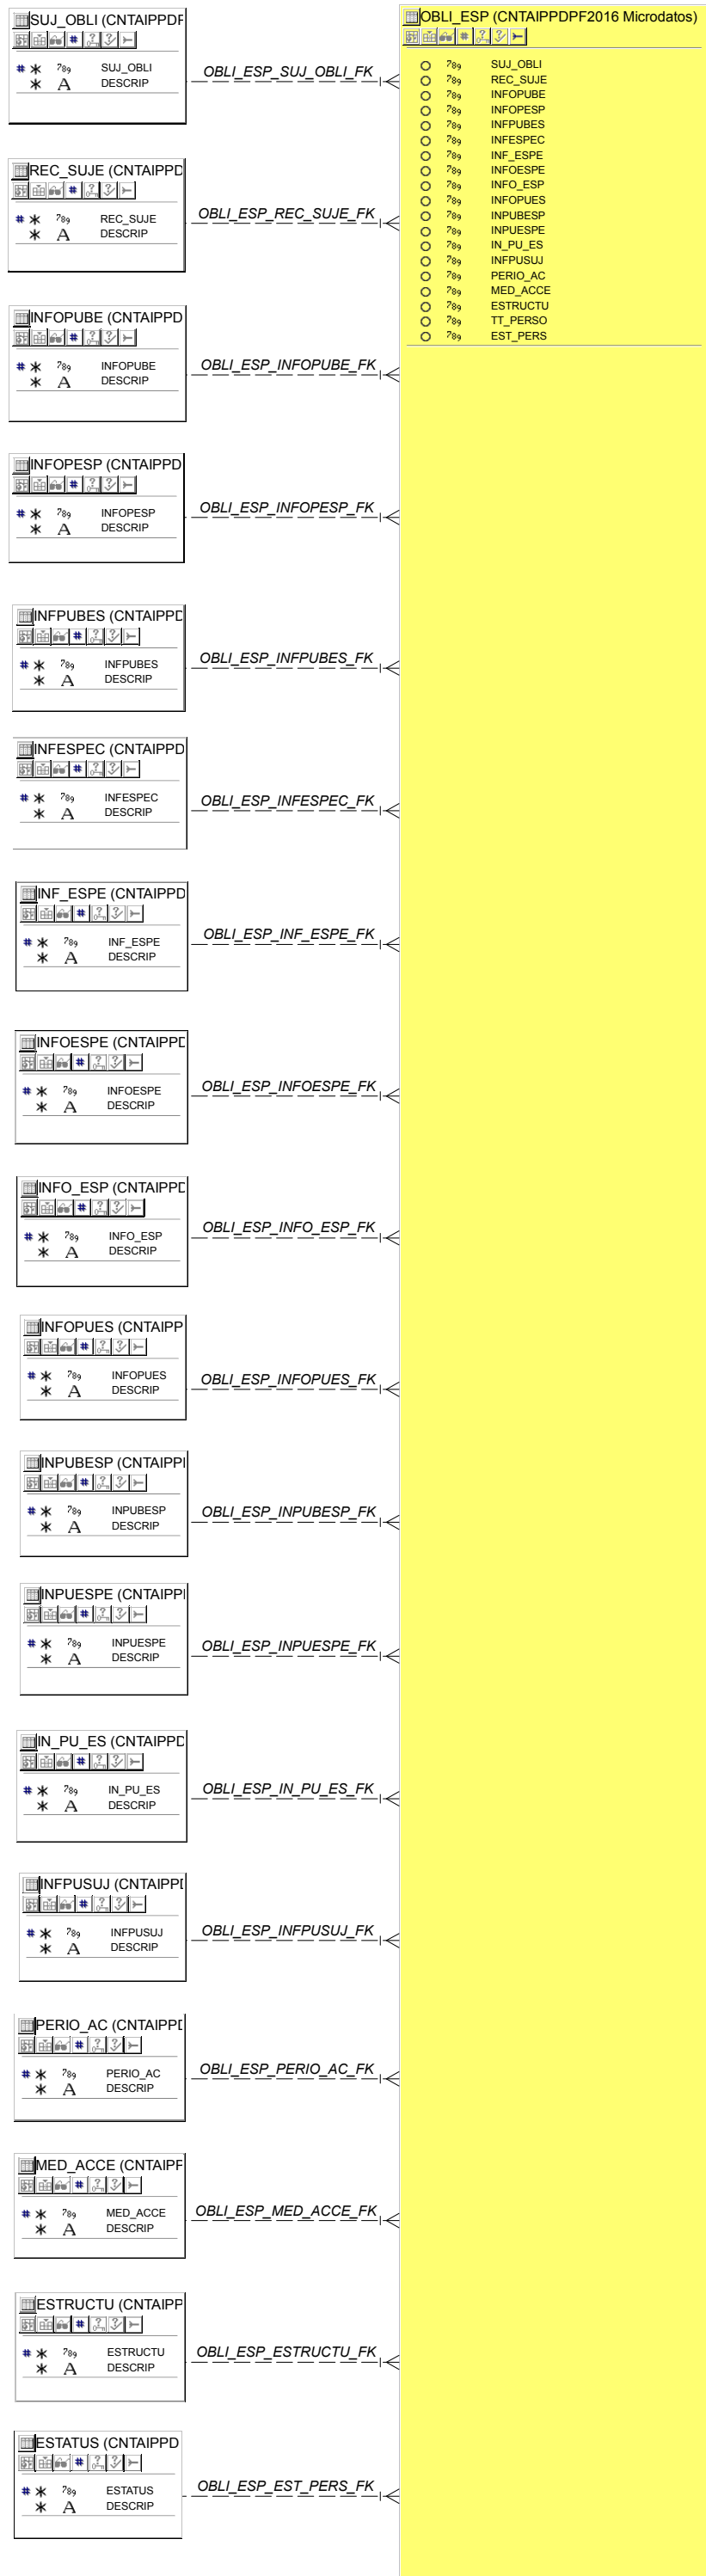 SUJ_OBLI (CNTAIPPDF
# * 789 SUJ_OBLI
* A DESCRIP
OBLI_ESP_SUJ_OBLI_FK
OBLI_ESP (CNTAIPPDPF2016 Microdatos)
789 SUJ_OBLI
789 REC_SUJE
789 INFOPUBE
789 INFOPESP
789 INFPUBES
789 INFESPEC
789 INF_ESPE
789 INFOESPE
789 INFO_ESP
789 INFOPUES
789 INPUBESP
789 INPUESPE
789 IN_PU_ES
789 INFPUSUJ
789 PERIO_AC
789 MED_ACCE
789 ESTRUCTU
789 TT_PERSO
789 EST_PERS
REC_SUJE (CNTAIPPD
# * 789 REC_SUJE
* A DESCRIP
OBLI_ESP_REC_SUJE_FK
INFOPUBE (CNTAIPPD
# * 789 INFOPUBE
* A DESCRIP
OBLI_ESP_INFOPUBE_FK
INFOPESP (CNTAIPPD
# * 789 INFOPESP
* A DESCRIP
OBLI_ESP_INFOPESP_FK
INFPUBES (CNTAIPPD
# * 789 INFPUBES
* A DESCRIP
OBLI_ESP_INFPUBES_FK
INFESPEC (CNTAIPPD
# * 789 INFESPEC
* A DESCRIP
OBLI_ESP_INFESPEC_FK
INF_ESPE (CNTAIPPD
# * 789 INF_ESPE
* A DESCRIP
OBLI_ESP_INF_ESPE_FK
INFOESPE (CNTAIPPD
# * 789 INFOESPE
* A DESCRIP
OBLI_ESP_INFOESPE_FK
INFO_ESP (CNTAIPPD
# * 789 INFO_ESP
* A DESCRIP
OBLI_ESP_INFO_ESP_FK
INFOPUES (CNTAIPP
# * 789 INFOPUES
* A DESCRIP
OBLI_ESP_INFOPUES_FK
INPUBESP (CNTAIPPI
# * 789 INPUBESP
* A DESCRIP
OBLI_ESP_INPUBESP_FK
INPUESPE (CNTAIPPI
# * 789 INPUESPE
* A DESCRIP
OBLI_ESP_INPUESPE_FK
IN_PU_ES (CNTAIPPD
# * 789 IN_PU_ES
* A DESCRIP
OBLI_ESP_IN_PU_ES_FK
INFPUSUJ (CNTAIPPD
# * 789 INFPUSUJ
* A DESCRIP
OBLI_ESP_INFPUSUJ_FK
PERIO_AC (CNTAIPPD
# * 789 PERIO_AC
* A DESCRIP
OBLI_ESP_PERIO_AC_FK
MED_ACCE (CNTAIPF
# * 789 MED_ACCE
* A DESCRIP
OBLI_ESP_MED_ACCE_FK
ESTRUCTU (CNTAIPP
# * 789 ESTRUCTU
* A DESCRIP
OBLI_ESP_ESTRUCTU_FK
ESTATUS (CNTAIPPD
# * 789 ESTATUS
* A DESCRIP
OBLI_ESP_EST_PERS_FK